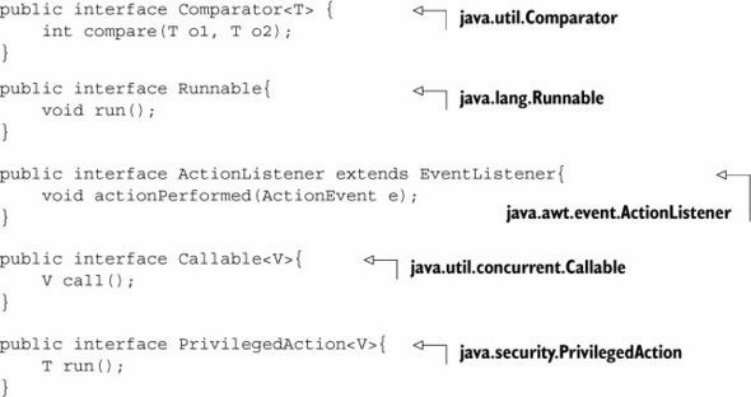 public interface Comparator<T> { java.util.Comparator
    int compare(T o1, T o2);
}
public interface Runnable{ java.lang.Runnable
    void run();
}
public interface ActionListener extends EventListener{
    void actionPerformed(ActionEvent e);
} java.awt.event.ActionListener
public interface Callable<V>{ java.util.concurrent.Callable
    V call();
}
public interface PrivilegedAction<V>{ java.security.PrivilegedAction
    T run();
}